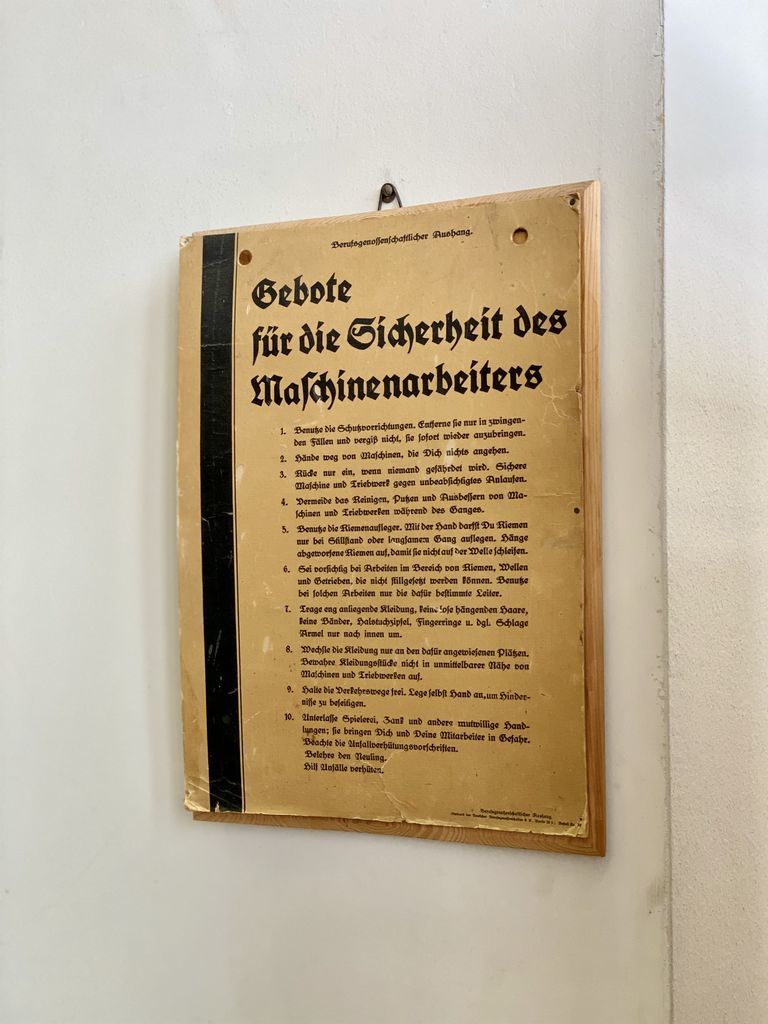 Berufsgenossenschaftlicher Aushang.
Gebote
für die Sicherheit des
Maschinenarbeiters
1. Benutze die Schutzvorrichtungen. Entferne sie nur in zwingen-
den Fällen und vergiß nicht, sie sofort wieder anzubringen.
2. Hände weg von Maschinen, die Dich nichts angehen.
3. Rücke nur ein, wenn niemand gefährdet wird. Sichere
Maschine und Triebwerk gegen unbeabsichtigtes Anlaufen.
4. Vermeide das Reinigen, Putzen und Ausbessern von Ma-
schinen und Triebwerken während des Ganges.
5. Benutze die Riemenaufleger. Mit der Hand darfst Du Riemen
nur bei Stillstand oder langsamem Gang auflegen. Hänge
abgeworfene Riemen auf, damit sie nicht auf der Welle schleifen.
6. Sei vorsichtig bei Arbeiten im Bereich von Riemen, Wellen
und Getrieben, die nicht stillgesetzt werden können. Benutze
bei solchen Arbeiten nur die dafür bestimmte Leiter.
7. Trage eng anliegende Kleidung, keine lose hängenden Haare,
keine Bänder, Halstuchzipfel, Fingerringe u. dgl. Schlage
Ärmel nur nach innen um.
8. Wechsle die Kleidung nur an den dafür angewiesenen Plätzen.
Bewahre Kleidungsstücke nicht in unmittelbarer Nähe von
Maschinen und Triebwerken auf.
9. Halte die Verkehrswege frei. Lege selbst Hand an, um Hinder-
nisse zu beseitigen.
10. Unterlasse Spielerei, Zank und andere mutwillige Hand-
lungen; sie bringen Dich und Deine Mitarbeiter in Gefahr.
Beachte die Unfallverhütungsvorschriften.
Belehre den Neuling.
Hilf Unfälle verhüten.
Berufsgenossenschaftlicher Aushang.